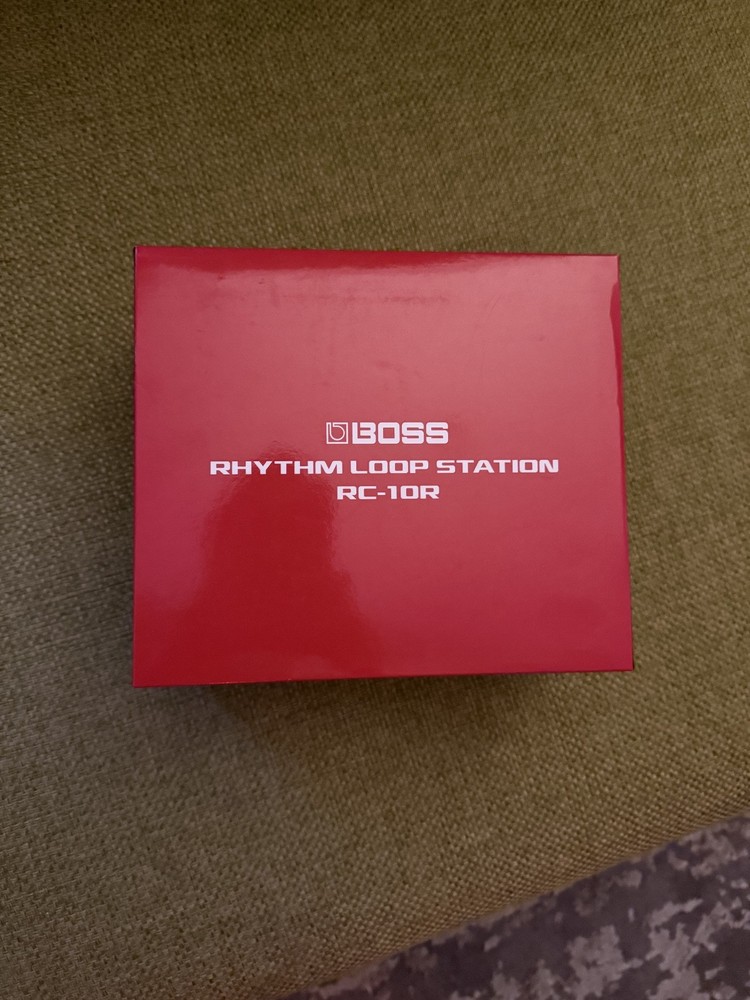 BOSS
RHYTHM LOOP STATION
RC-10R